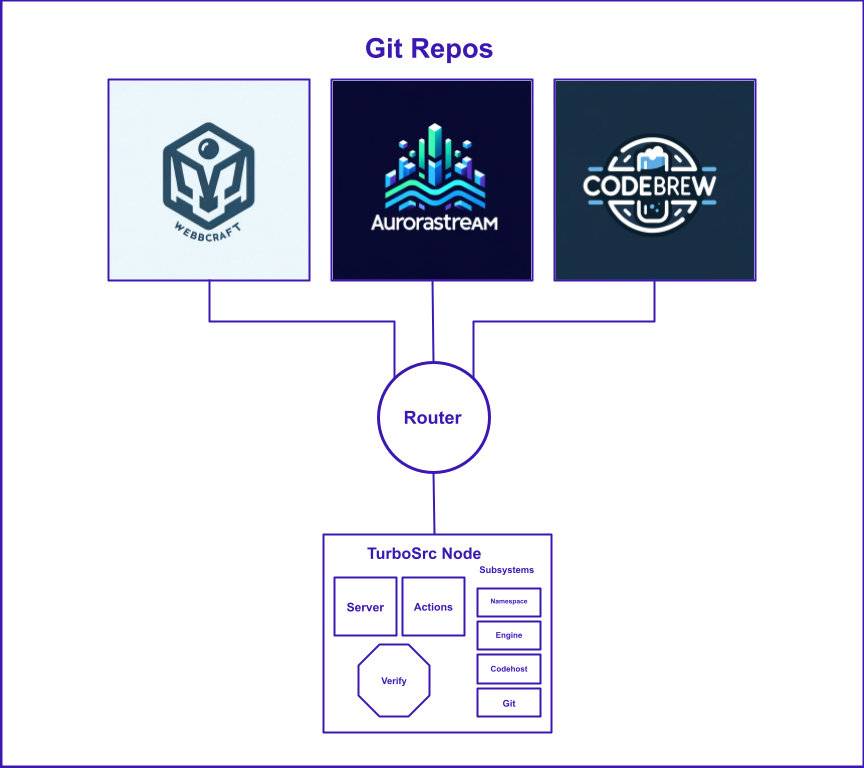 Git Repos
WEBBCRAFT
AurorastreAM
CODEBREW
Router
TurboSrc Node
Subsystems
Server
Actions
Verify
Namespace
Engine
Codehost
Git